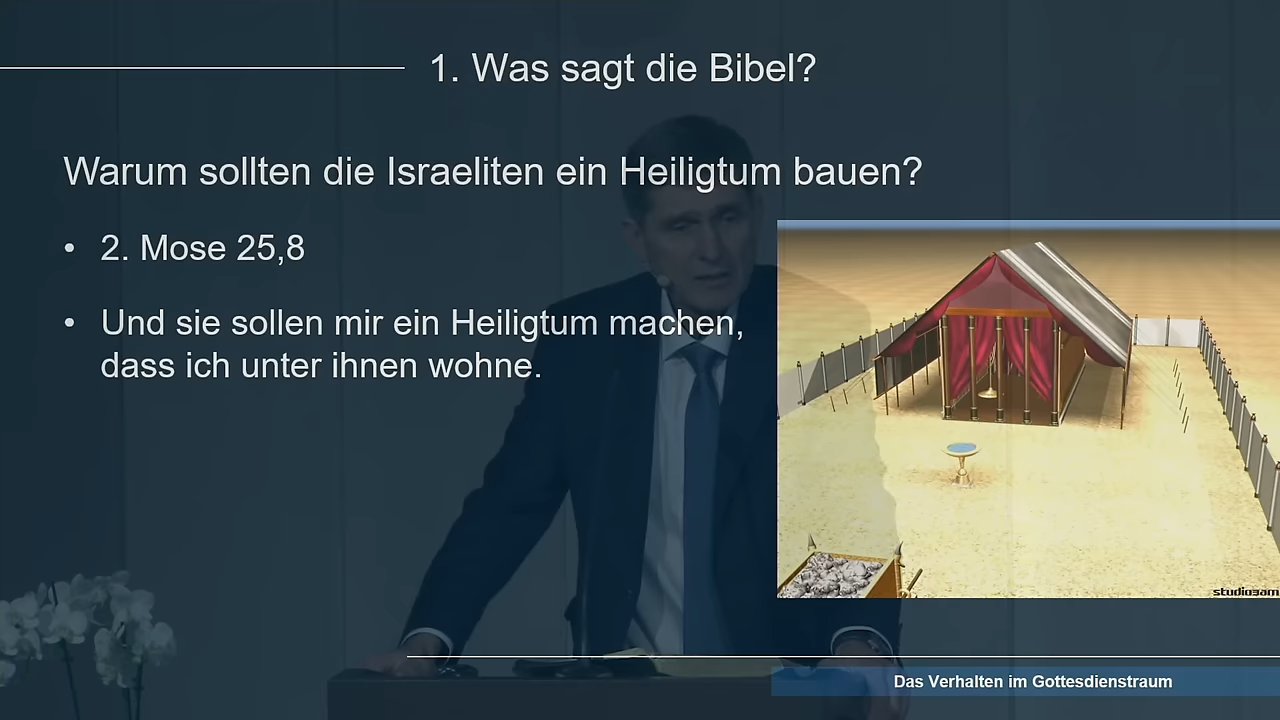 1. Was sagt die Bibel?
Warum sollten die Israeliten ein Heiligtum bauen?
• 2. Mose 25,8
• Und sie sollen mir ein Heiligtum machen,
dass ich unter ihnen wohne.
studio3am
Das Verhalten im Gottesdienstraum